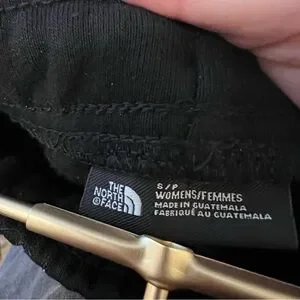 THE
NORTH
FACE
S/P
WOMENS/FEMMES
MADE IN GUATEMALA
FABRIQUÉ AU GUATEMALA